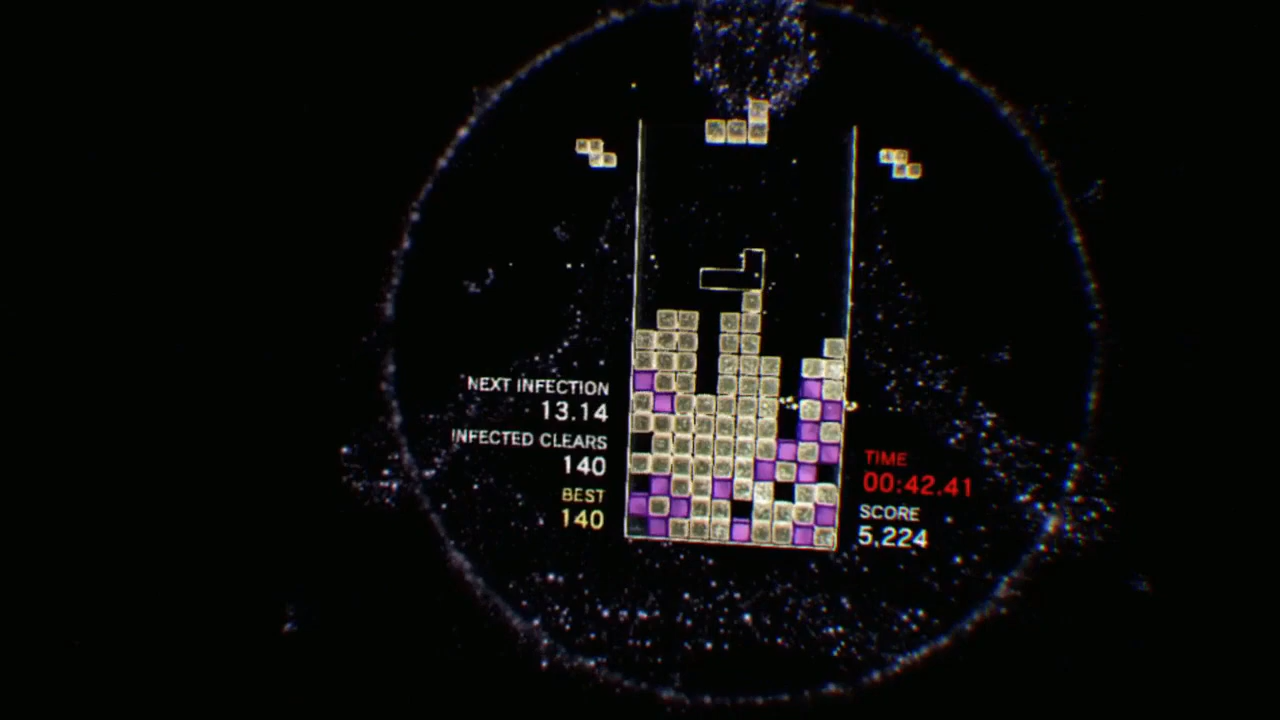 NEXT INFECTION
13.14
INFECTED CLEARS
140
BEST
140
TIME
00:42.41
SCORE
5,224